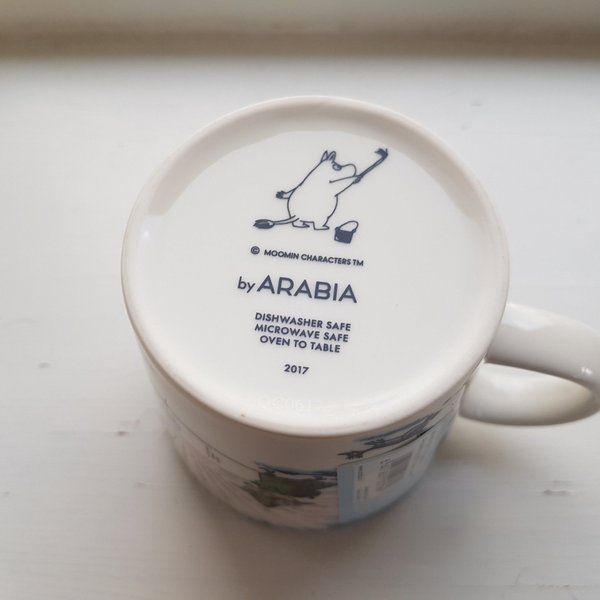 © MOOMIN CHARACTERS TM
by ARABIA
DISHWASHER SAFE
MICROWAVE SAFE
OVEN TO TABLE
2017